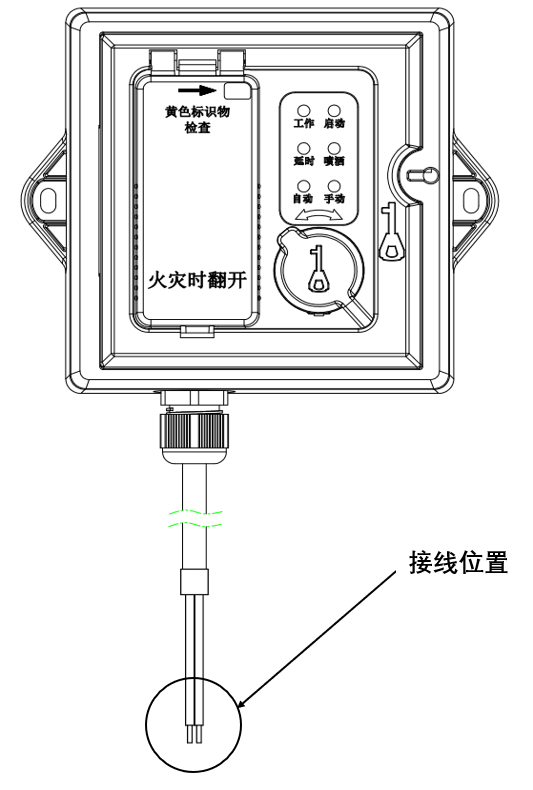 黄色标识物
检查
工作 启动
延时 喷洒
自动 手动
火灾时翻开
接线位置